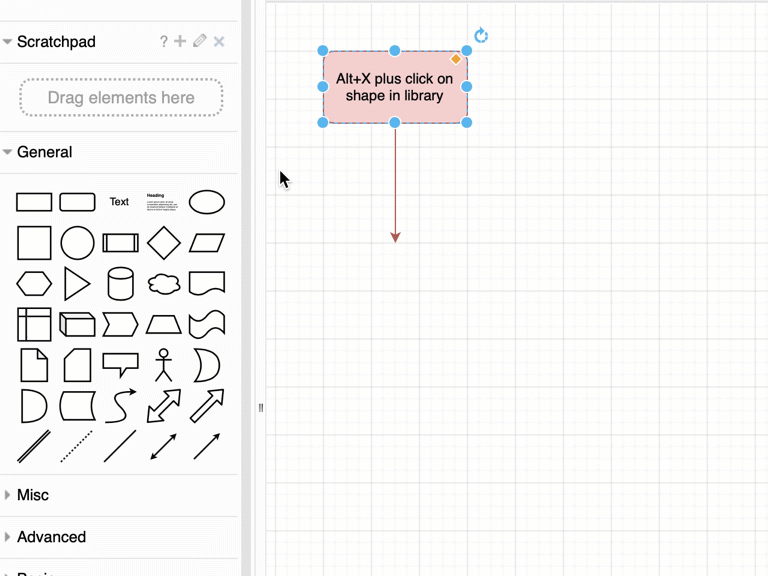 Scratchpad
?
Drag elements here
General
Text
Heading
Alt+X plus click on
shape in library
Misc
Advanced